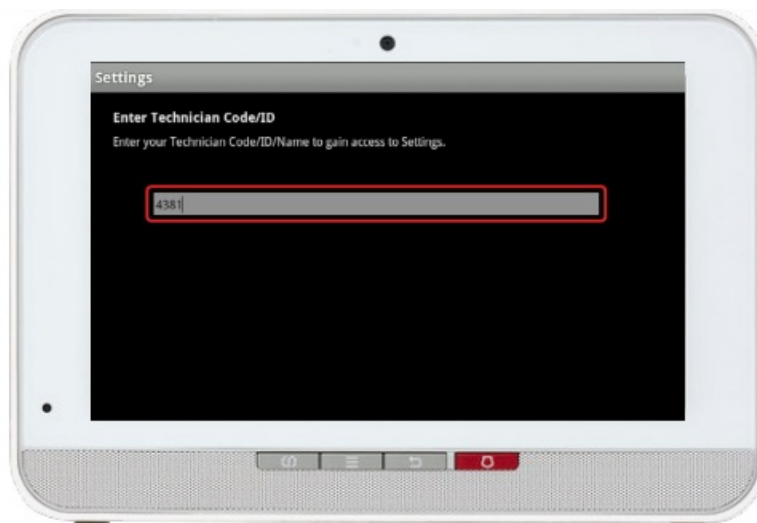 Settings
Enter Technician Code/ID
Enter your Technician Code/ID/Name to gain access to Settings.
4381